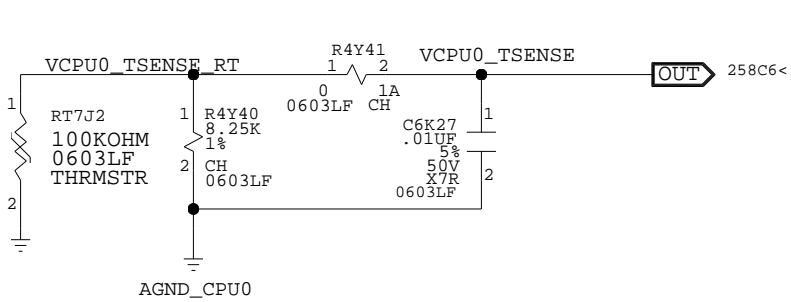 R4Y41
VCPU0_TSENSE_RT
1 2
VCPU0_TSENSE
OUT
258C6<
0 1A
0603LF CH
1
RT7J2
100KOHM
0603LF
THRMSTR
2
1
R4Y40
8.25K
1%
2
CH
0603LF
1
C6K27
.01UF
5%
50V
X7R
0603LF
2
AGND_CPU0